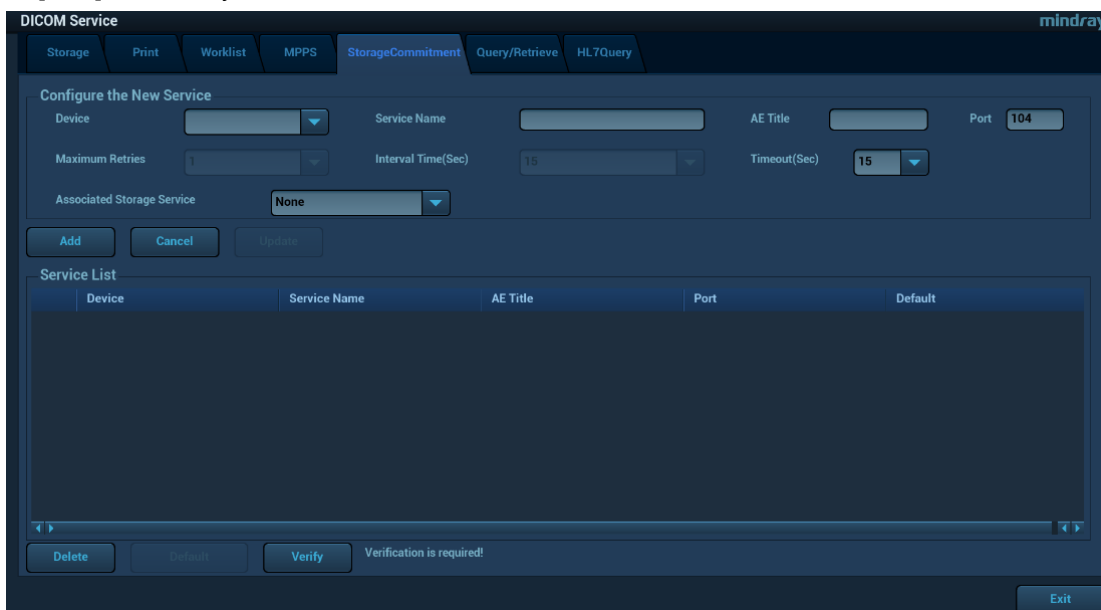 DICOM Service mindray
Storage Print Worklist MPPS StorageCommitment Query/Retrieve HL7Query
Configure the New Service
Device Service Name AE Title Port 104
Maximum Retries 1 Interval Time(Sec) 15 Timeout(Sec) 15
Associated Storage Service None
Add Cancel Update
Service List
Device Service Name AE Title Port Default
Delete Default Verify Verification is required!
Exit